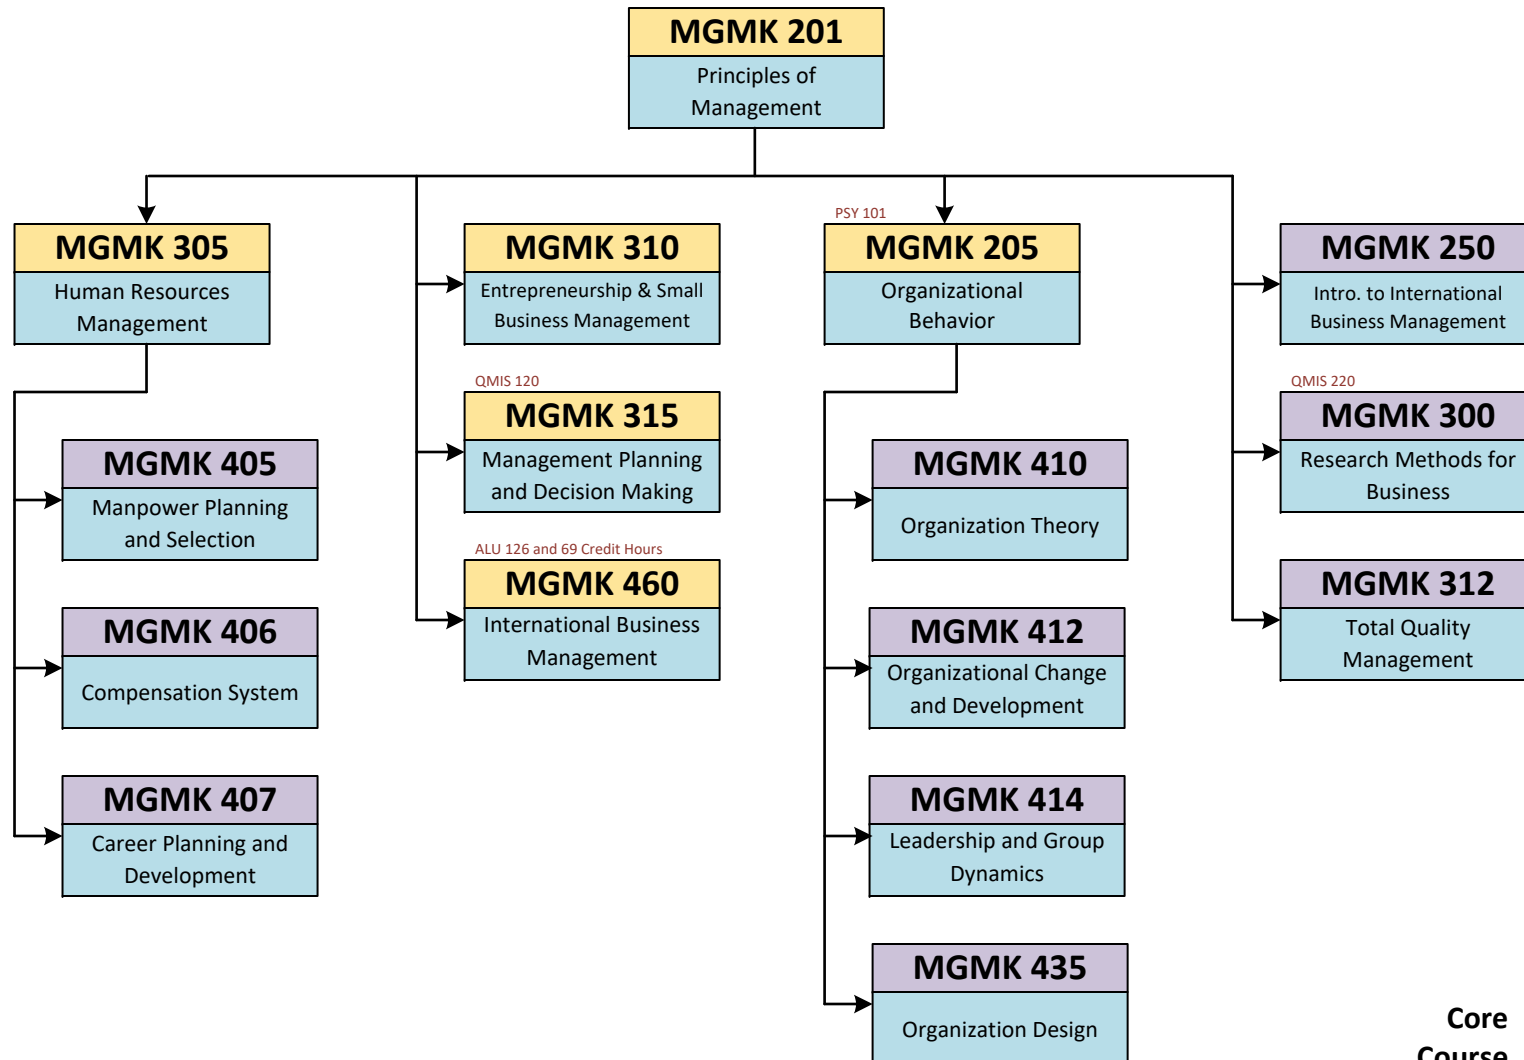 MGMK 201
Principles of
Management
MGMK 305
Human Resources
Management
MGMK 405
Manpower Planning
and Selection
MGMK 406
Compensation System
MGMK 407
Career Planning and
Development
MGMK 310
Entrepreneurship & Small
Business Management
QMIS 120
MGMK 315
Management Planning
and Decision Making
ALU 126 and 69 Credit Hours
MGMK 460
International Business
Management
PSY 101
MGMK 205
Organizational
Behavior
MGMK 410
Organization Theory
MGMK 412
Organizational Change
and Development
MGMK 414
Leadership and Group
Dynamics
MGMK 435
Organization Design
MGMK 250
Intro. to International
Business Management
QMIS 220
MGMK 300
Research Methods for
Business
MGMK 312
Total Quality
Management
Core
Course